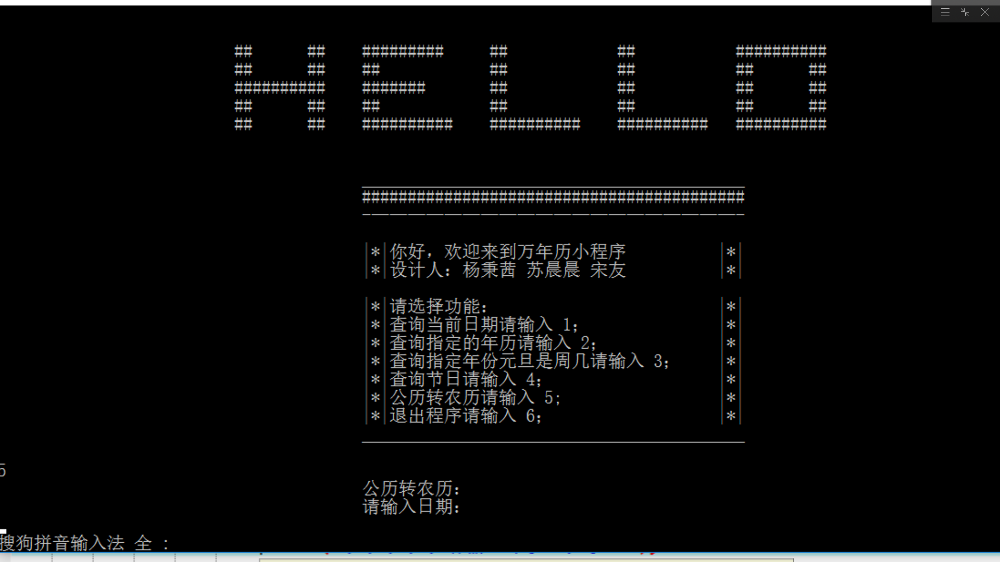 HELLO
##########################################
|*|你好，欢迎来到万年历小程序 |*|
|*|设计人：杨秉茜 苏晨晨 宋友 |*|
|*|请选择功能： |*|
|*|查询当前日期请输入 1； |*|
|*|查询指定的年历请输入 2； |*|
|*|查询指定年份元旦是周几请输入 3； |*|
|*|查询节日请输入 4； |*|
|*|公历转农历请输入 5; |*|
|*|退出程序请输入 6； |*|
5
公历转农历：
请输入日期：
搜狗拼音输入法 全 :